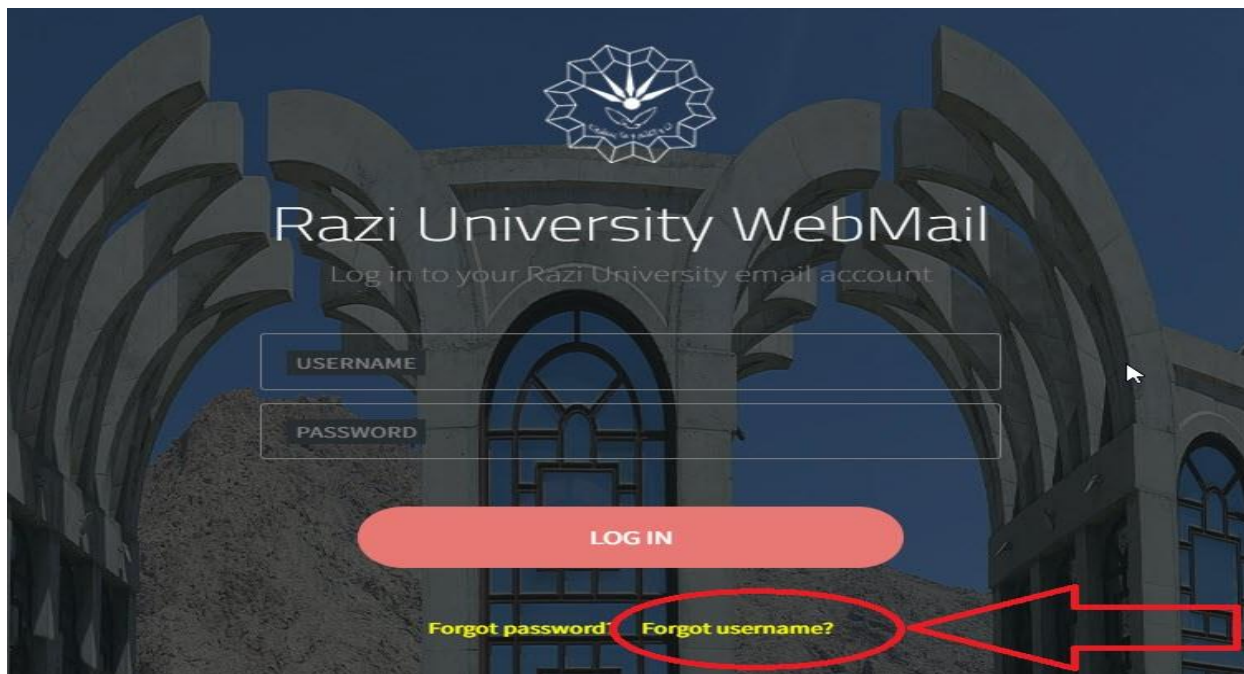 Razi University WebMail
Log in to your Razi University email account
USERNAME
PASSWORD
LOG IN
Forgot password? Forgot username?